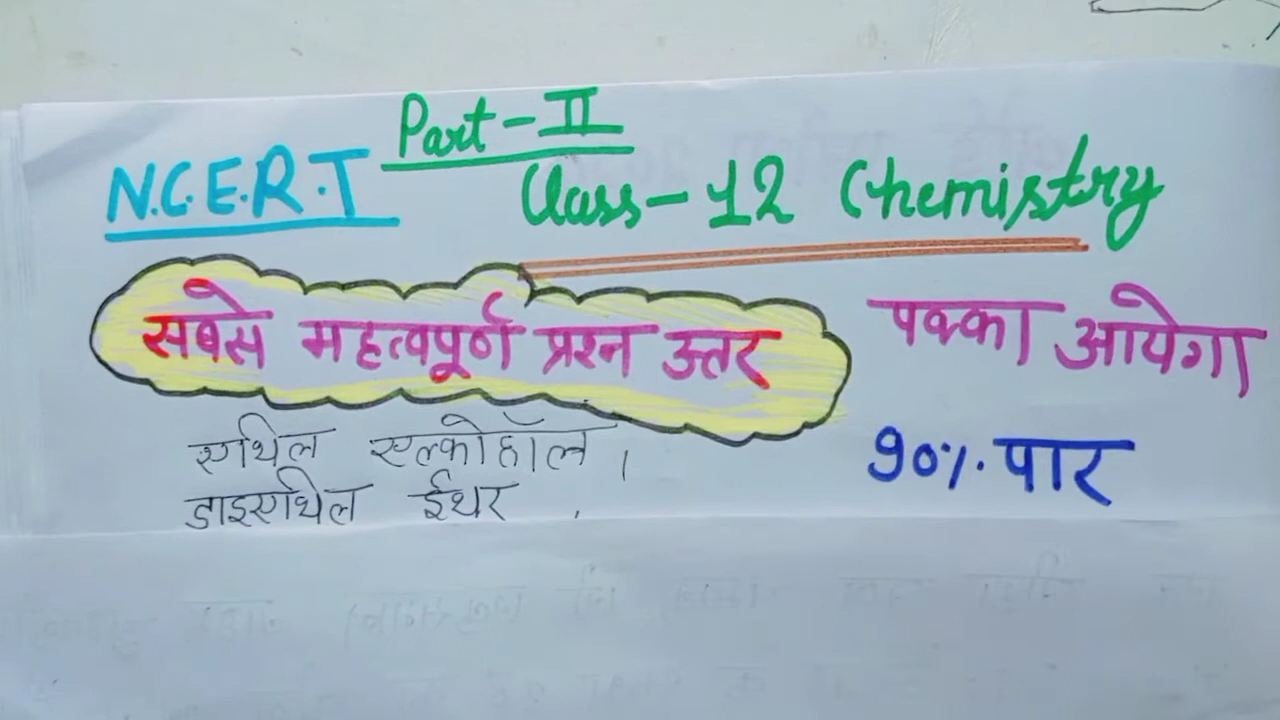 Part-II
N.C.E.R.T
Class-12 Chemistry
सबसे महत्वपूर्ण प्रश्न उत्तर
पक्का आयेगा
एथिल एल्कोहॉल ।
डाइएथिल ईथर .
90% पार